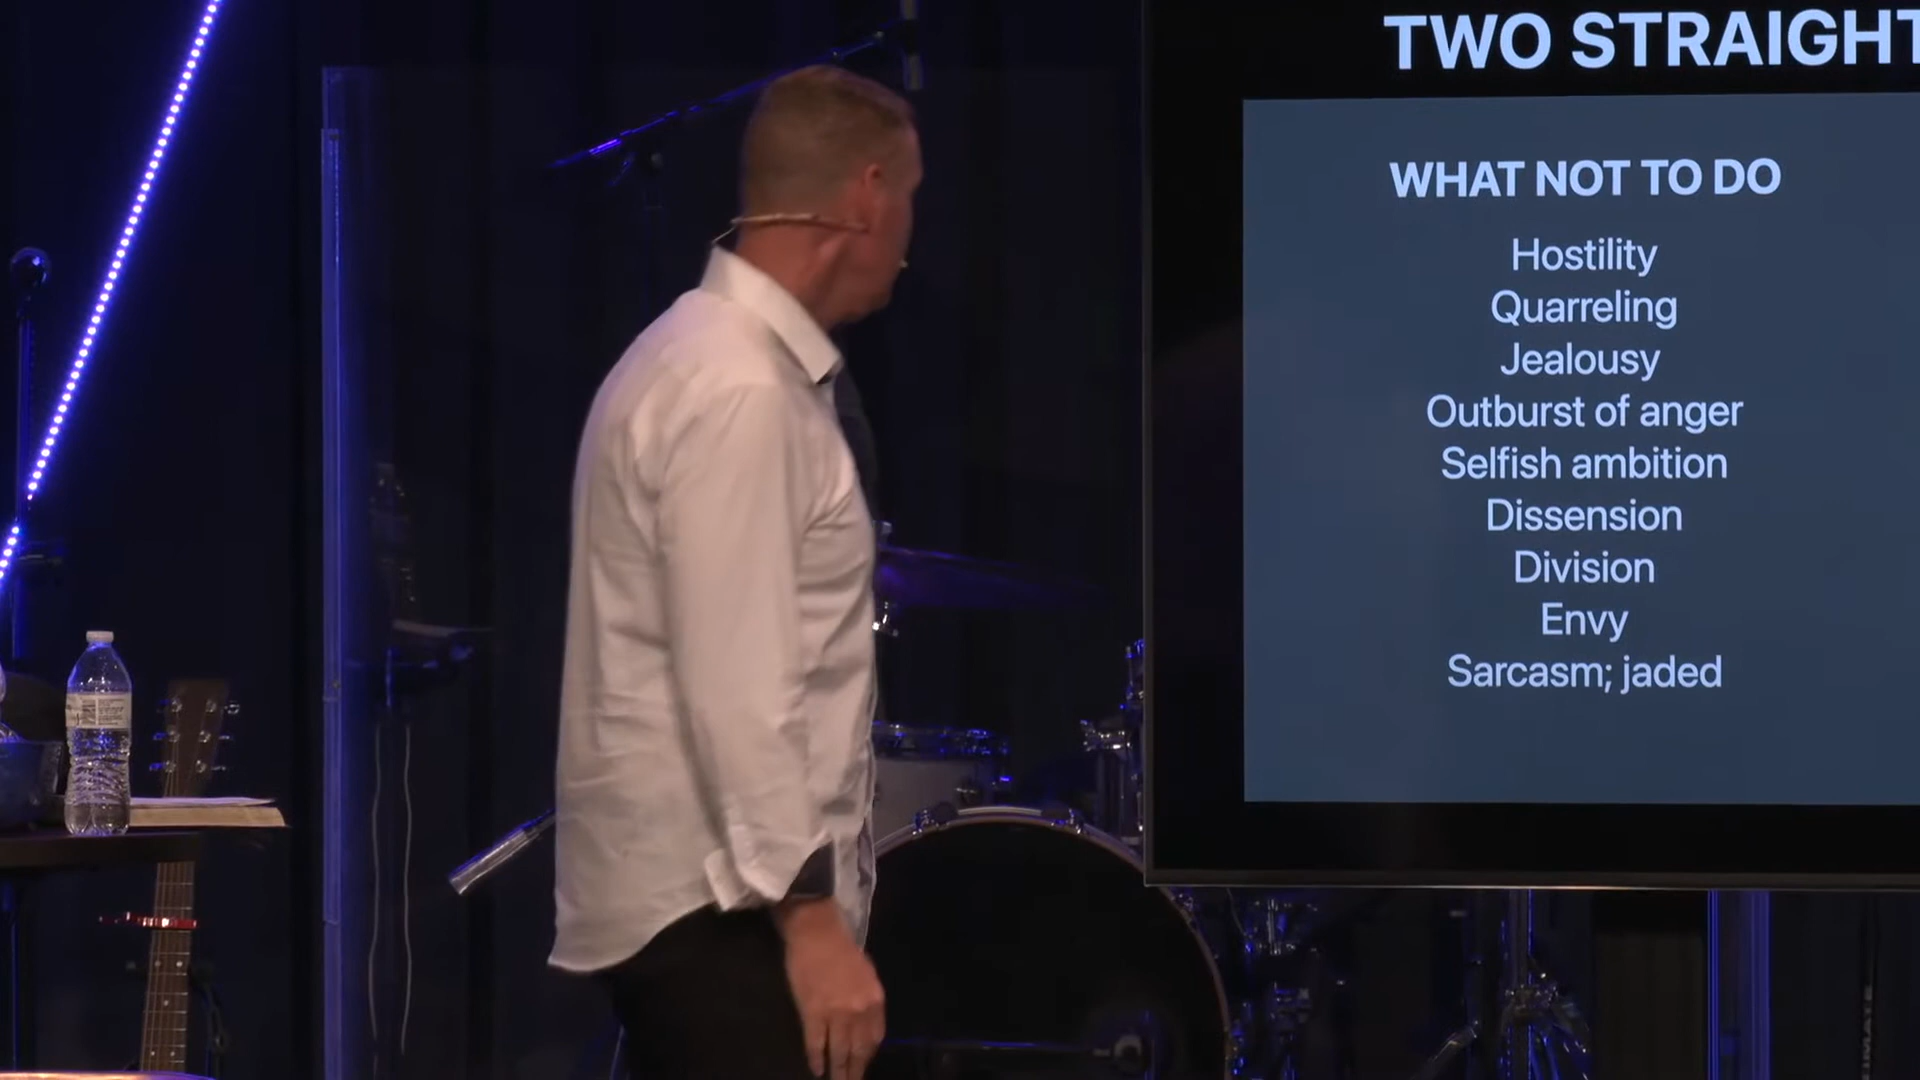 TWO STRAIGHT
WHAT NOT TO DO
Hostility
Quarreling
Jealousy
Outburst of anger
Selfish ambition
Dissension
Division
Envy
Sarcasm; jaded